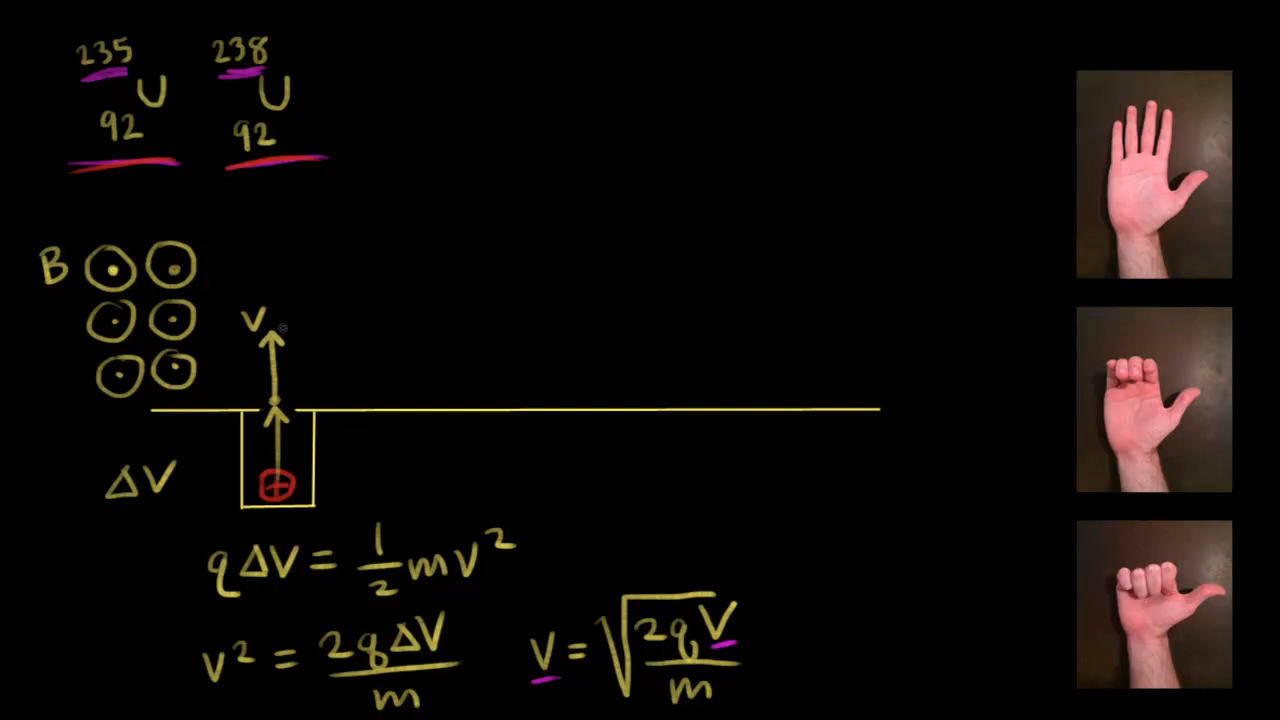 235 238
U U
92 92
B
v
ΔV
qΔV = 1/2 mv²
v² = 2qΔV/m
v = √(2qV/m)